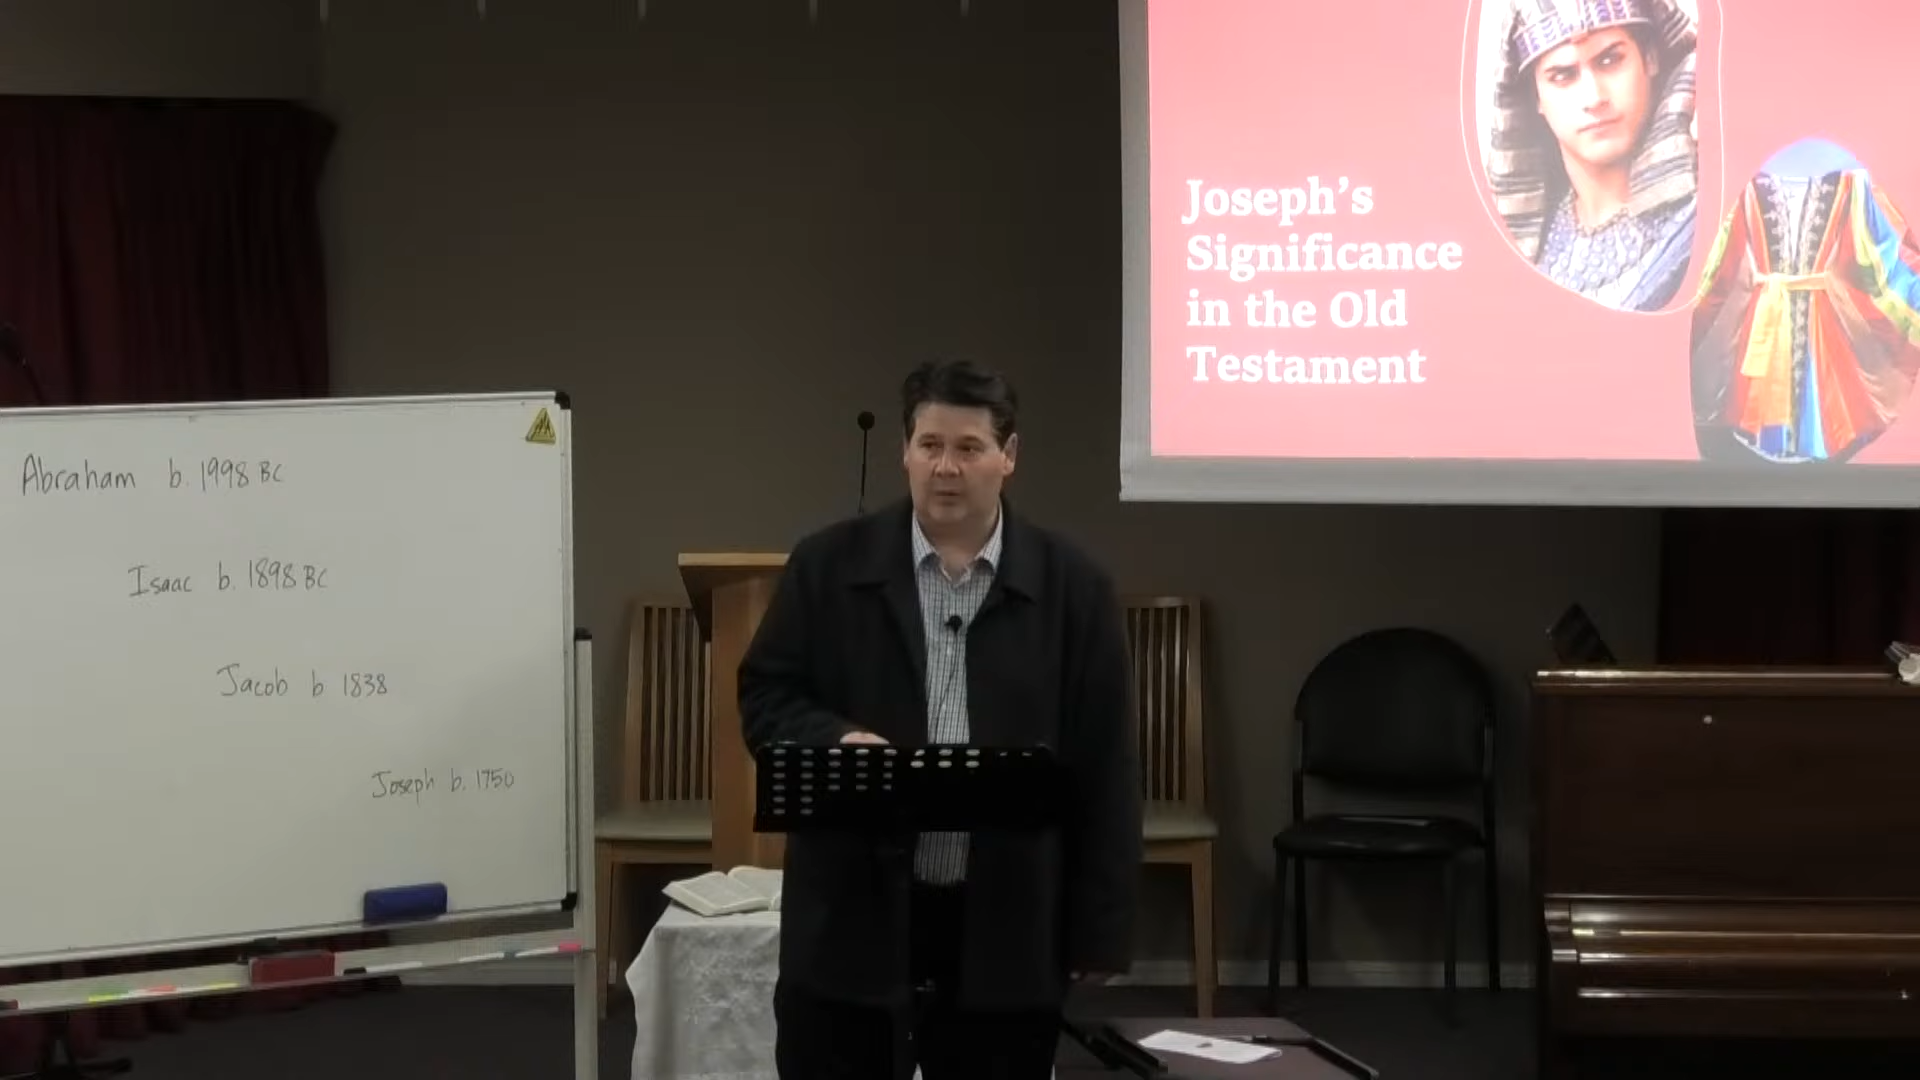 Abraham b. 1998 BC
Isaac b. 1898 BC
Jacob b 1838
Joseph b. 1750
Joseph's
Significance
in the Old
Testament